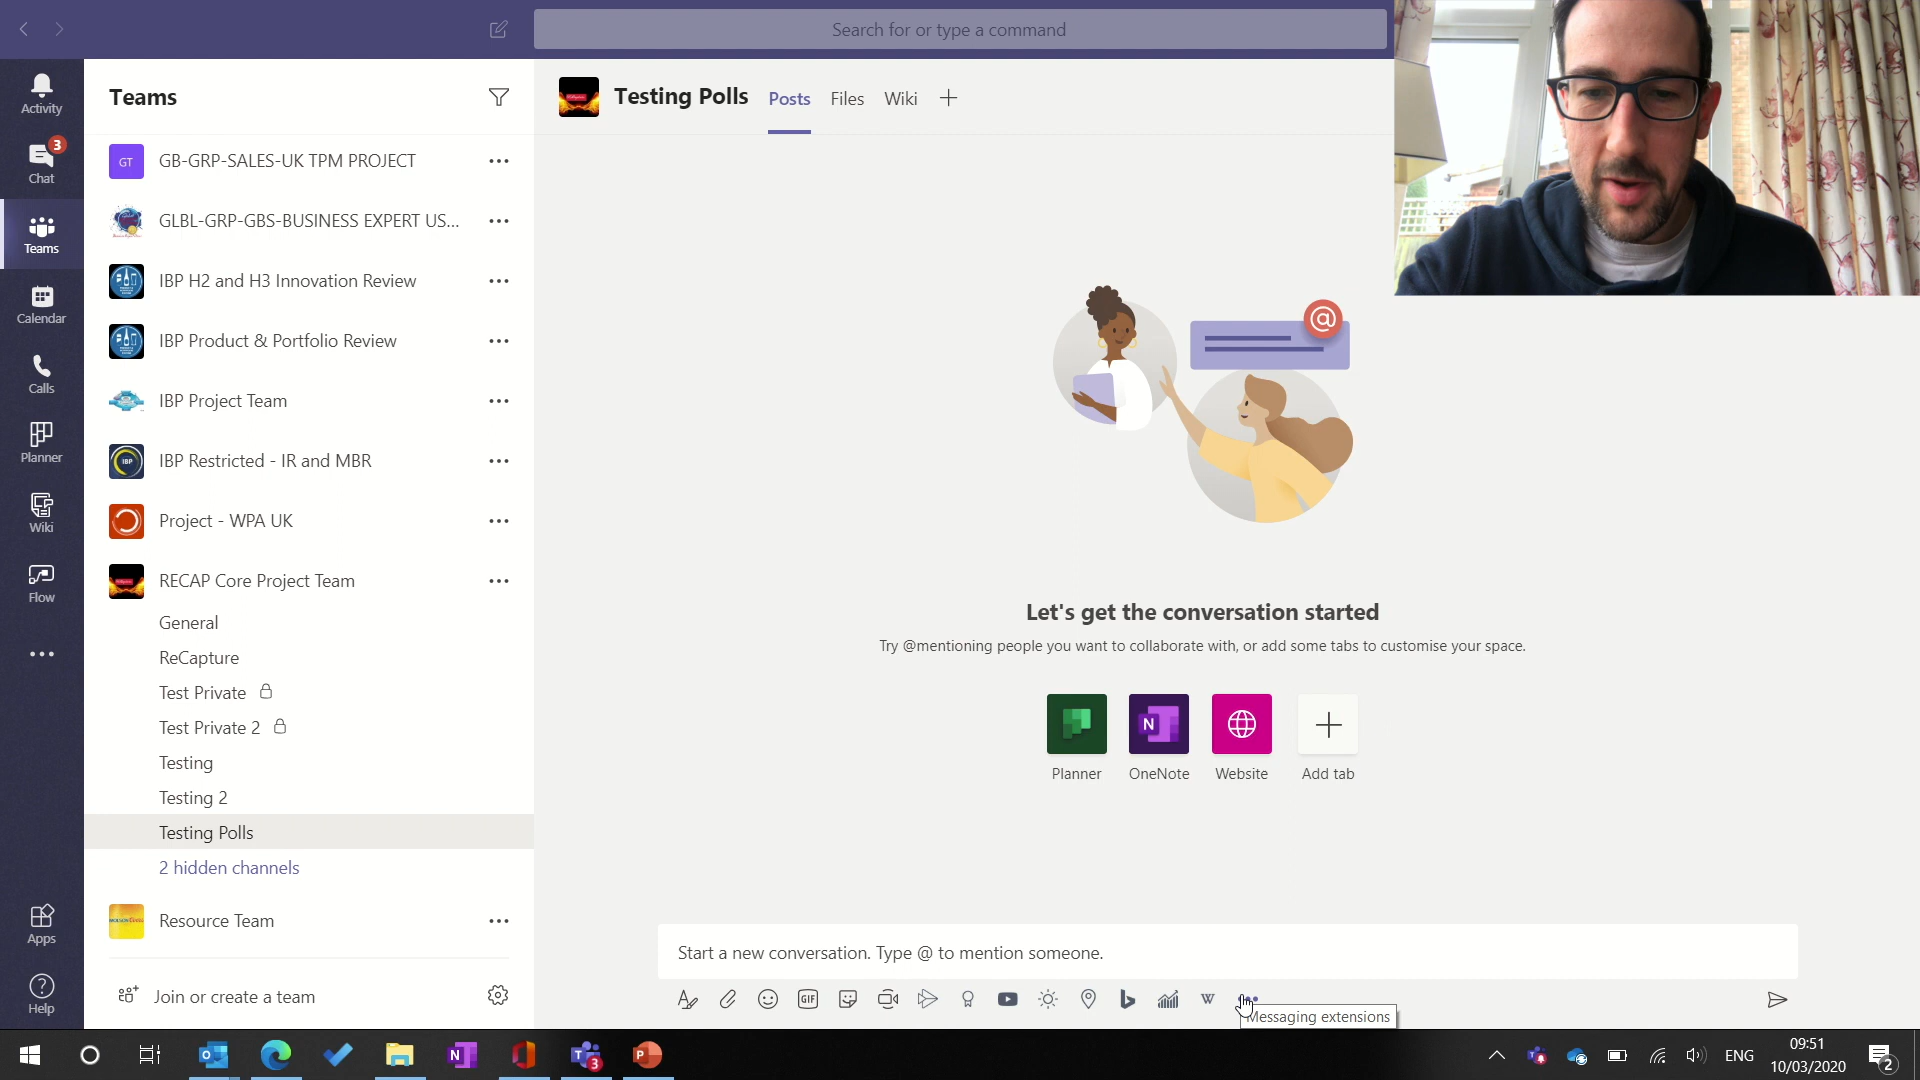 Search for or type a command
Activity
3
Chat
Teams
Calendar
Calls
Planner
Wiki
Flow
Apps
Help
Teams
GT
GB-GRP-SALES-UK TPM PROJECT
GLBL-GRP-GBS-BUSINESS EXPERT US...
IBP H2 and H3 Innovation Review
IBP Product & Portfolio Review
IBP Project Team
IBP
IBP Restricted - IR and MBR
Project - WPA UK
RECAP Core Project Team
General
ReCapture
Test Private
Test Private 2
Testing
Testing 2
Testing Polls
2 hidden channels
Resource Team
Join or create a team
Testing Polls Posts Files Wiki
@
Let's get the conversation started
Try @mentioning people you want to collaborate with, or add some tabs to customise your space.
N
Planner OneNote Website Add tab
Start a new conversation. Type @ to mention someone.
GIF
W
Messaging extensions
N
T
3
P
ENG
09:51
10/03/2020
2